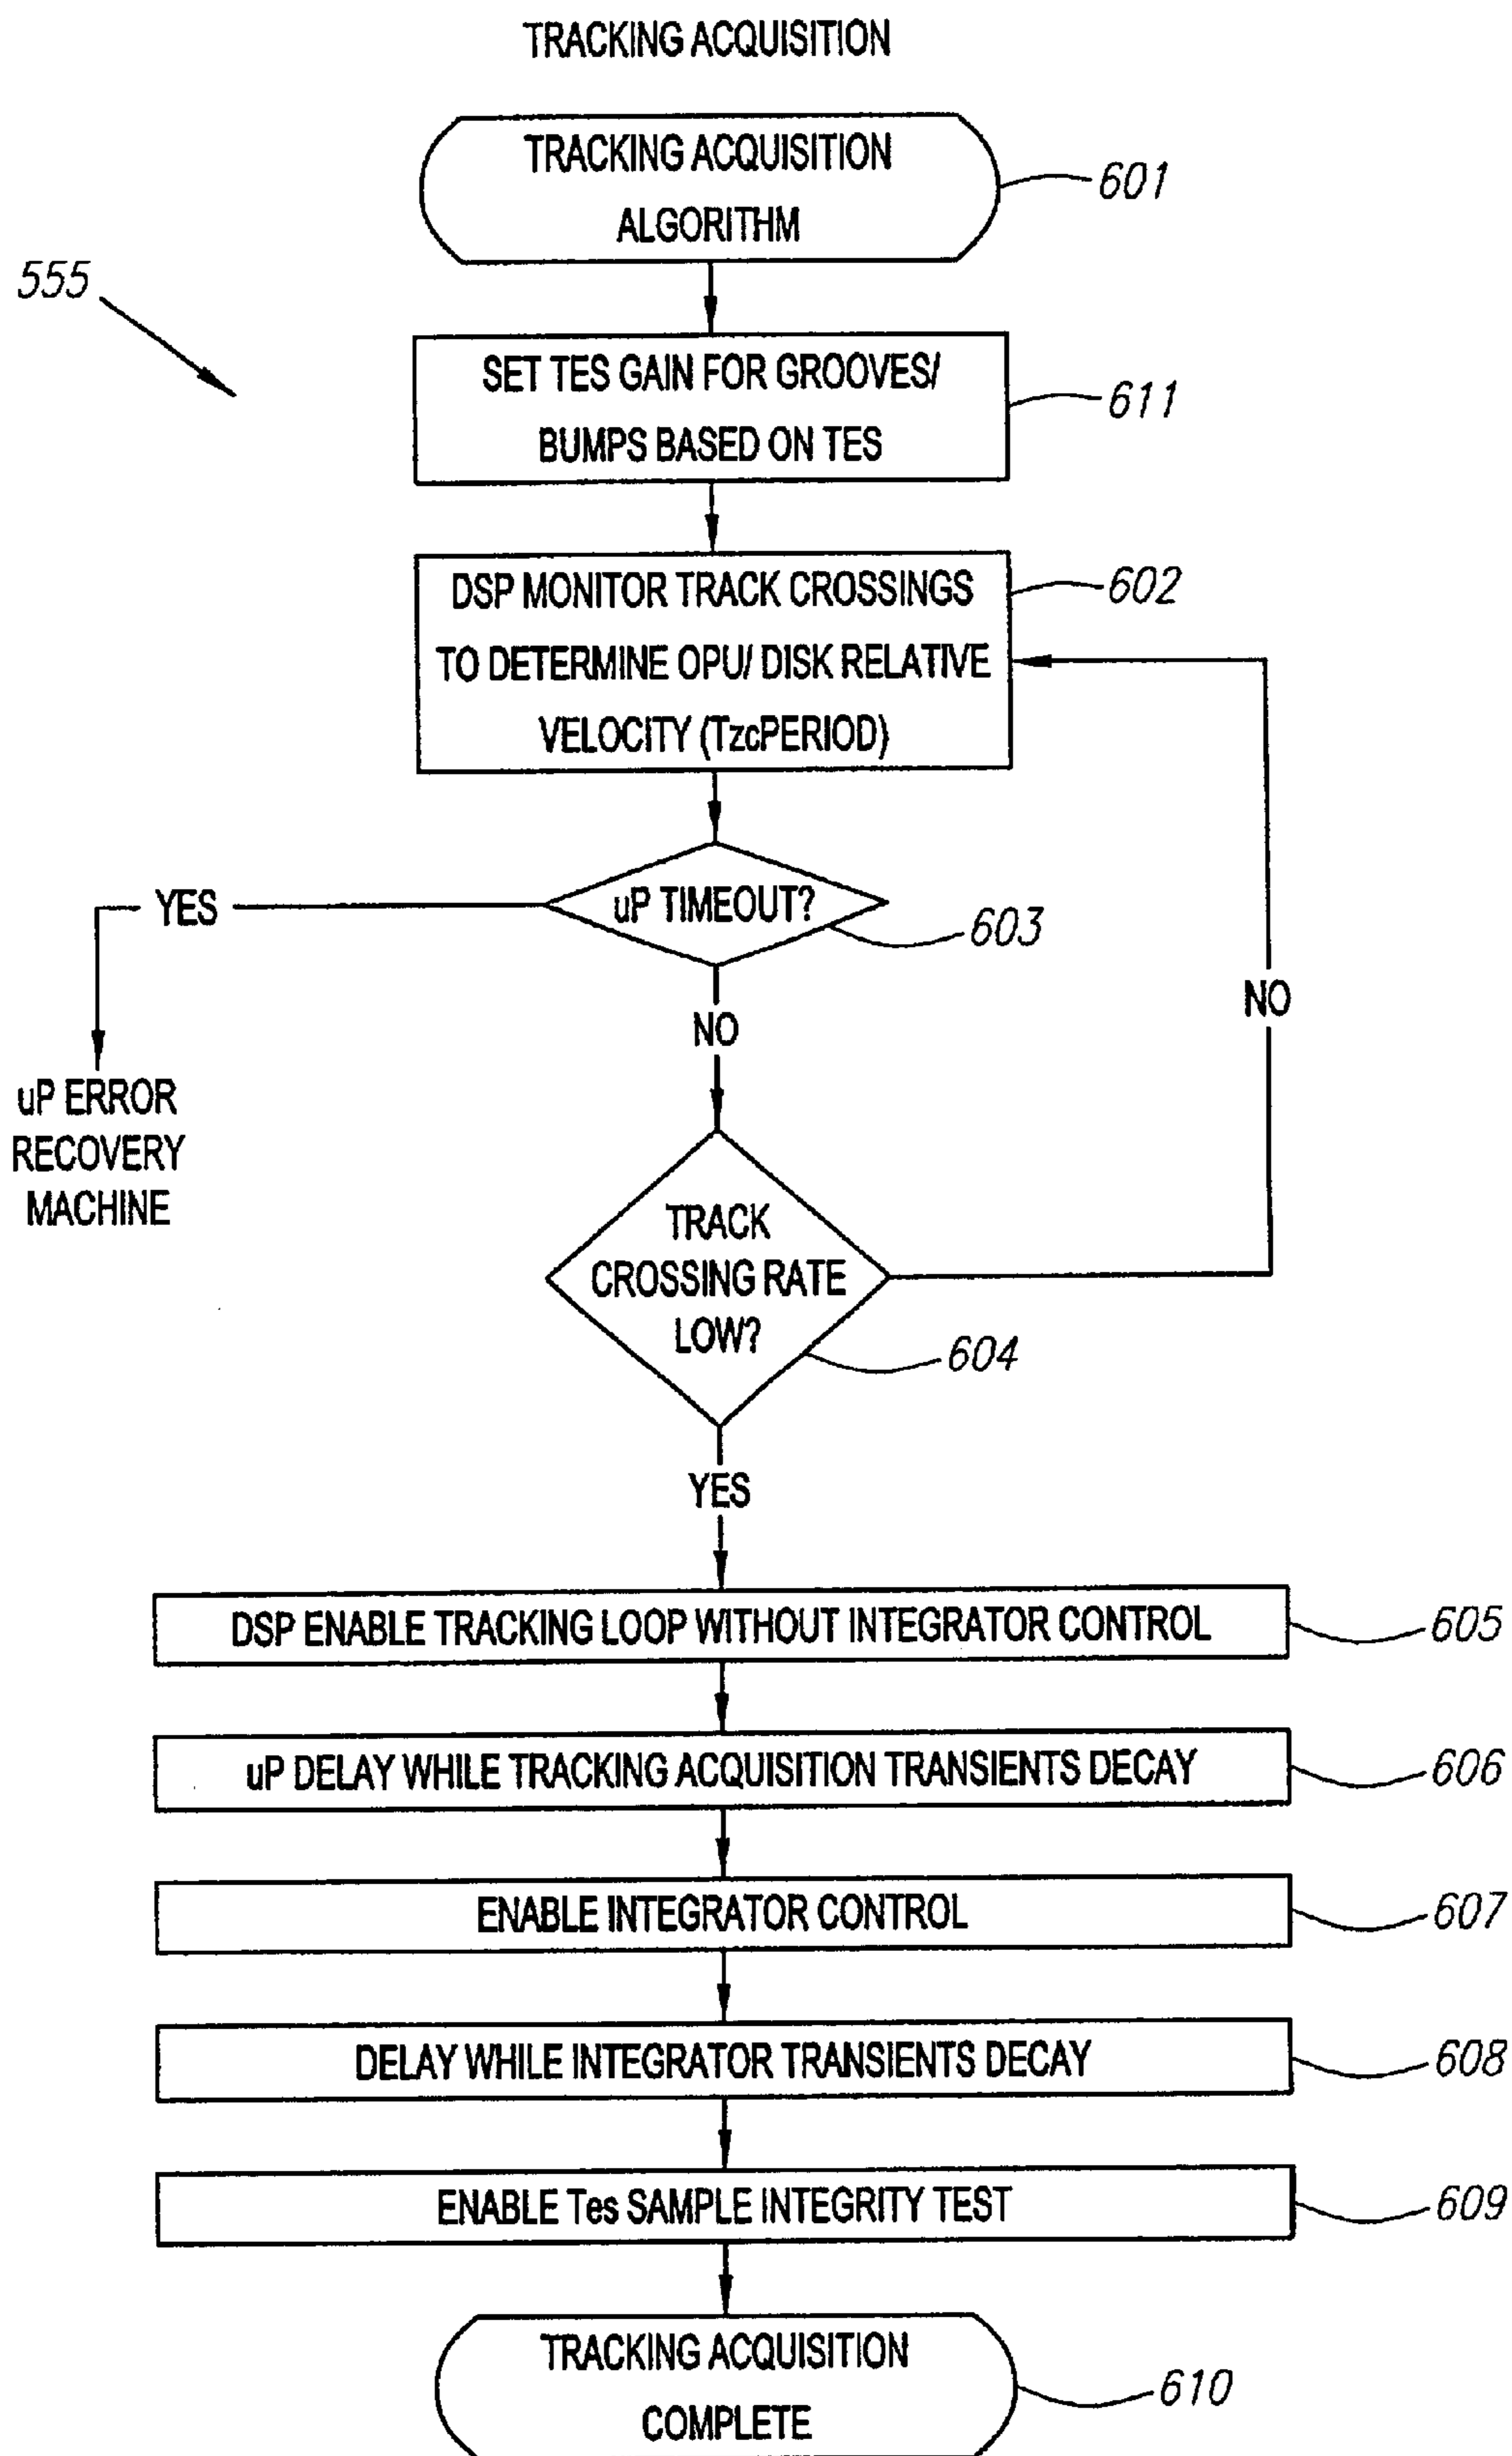 TRACKING ACQUISITION
TRACKING ACQUISITION
ALGORITHM
601
555
SET TES GAIN FOR GROOVES/
BUMPS BASED ON TES
611
DSP MONITOR TRACK CROSSINGS
TO DETERMINE OPU/ DISK RELATIVE
VELOCITY (TzcPERIOD)
602
uP TIMEOUT?
603
YES
uP ERROR
RECOVERY
MACHINE
NO
NO
TRACK
CROSSING RATE
LOW?
604
YES
DSP ENABLE TRACKING LOOP WITHOUT INTEGRATOR CONTROL
605
uP DELAY WHILE TRACKING ACQUISITION TRANSIENTS DECAY
606
ENABLE INTEGRATOR CONTROL
607
DELAY WHILE INTEGRATOR TRANSIENTS DECAY
608
ENABLE Tes SAMPLE INTEGRITY TEST
609
TRACKING ACQUISITION
COMPLETE
610